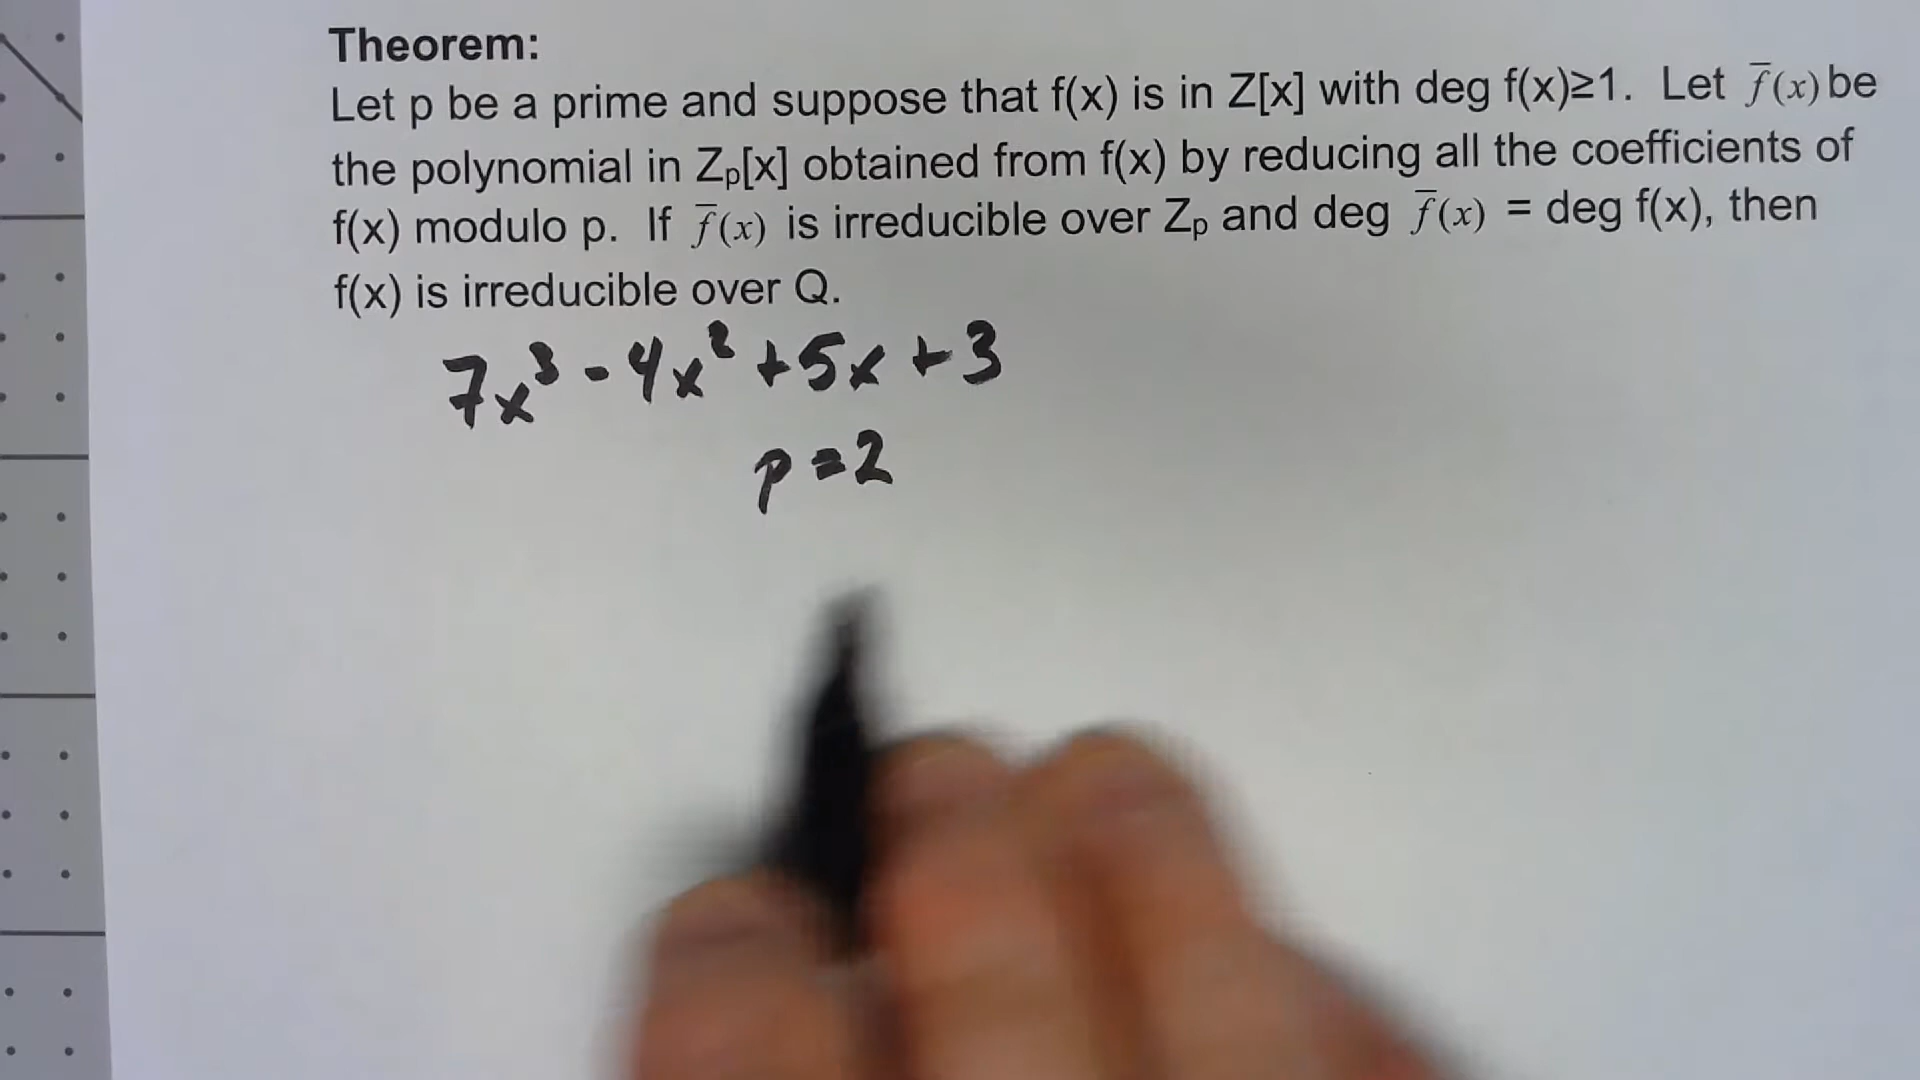 Theorem:
Let p be a prime and suppose that f(x) is in Z[x] with deg f(x)≥1. Let f̅(x) be
the polynomial in Zₚ[x] obtained from f(x) by reducing all the coefficients of
f(x) modulo p. If f̅(x) is irreducible over Zₚ and deg f̅(x) = deg f(x), then
f(x) is irreducible over Q.
7x³ - 4x² + 5x + 3
p = 2